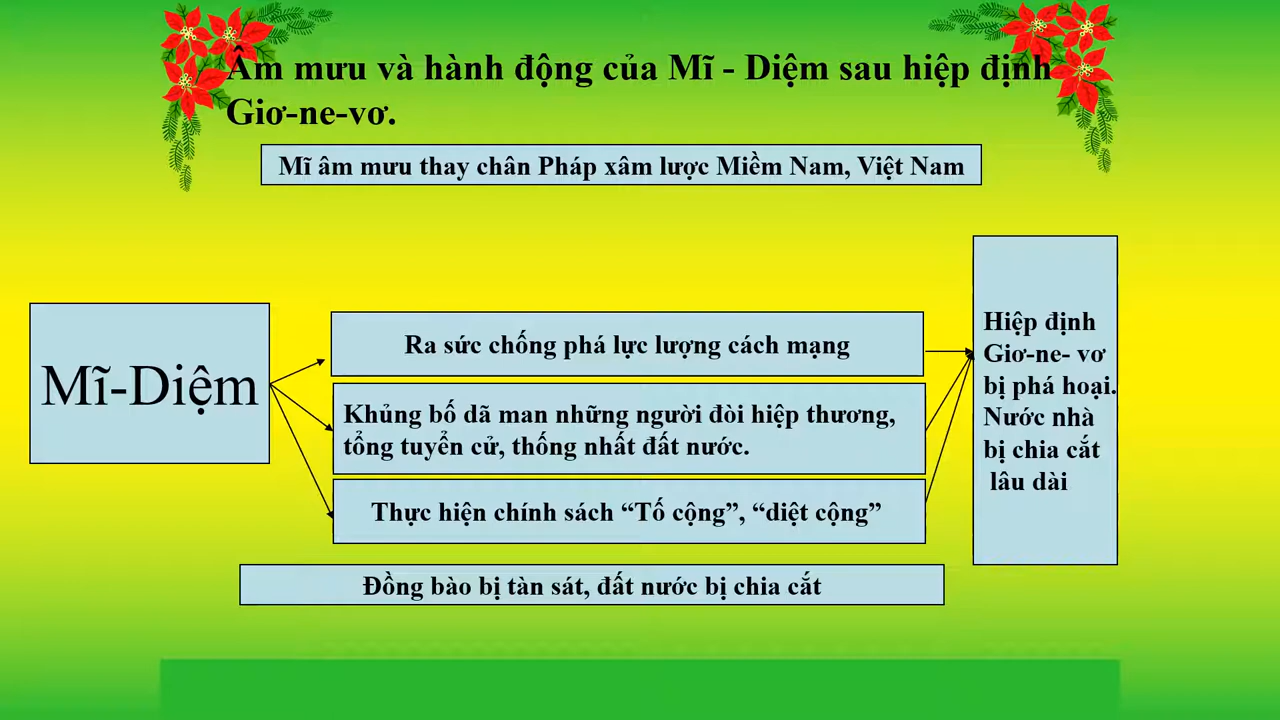 Âm mưu và hành động của Mĩ - Diệm sau hiệp định
Giơ-ne-vơ.
Mĩ âm mưu thay chân Pháp xâm lược Miềm Nam, Việt Nam
Mĩ-Diệm
Ra sức chống phá lực lượng cách mạng
Khủng bố dã man những người đòi hiệp thương,
tổng tuyển cử, thống nhất đất nước.
Thực hiện chính sách “Tố cộng”, “diệt cộng”
Hiệp định
Giơ-ne- vơ
bị phá hoại.
Nước nhà
bị chia cắt
lâu dài
Đồng bào bị tàn sát, đất nước bị chia cắt